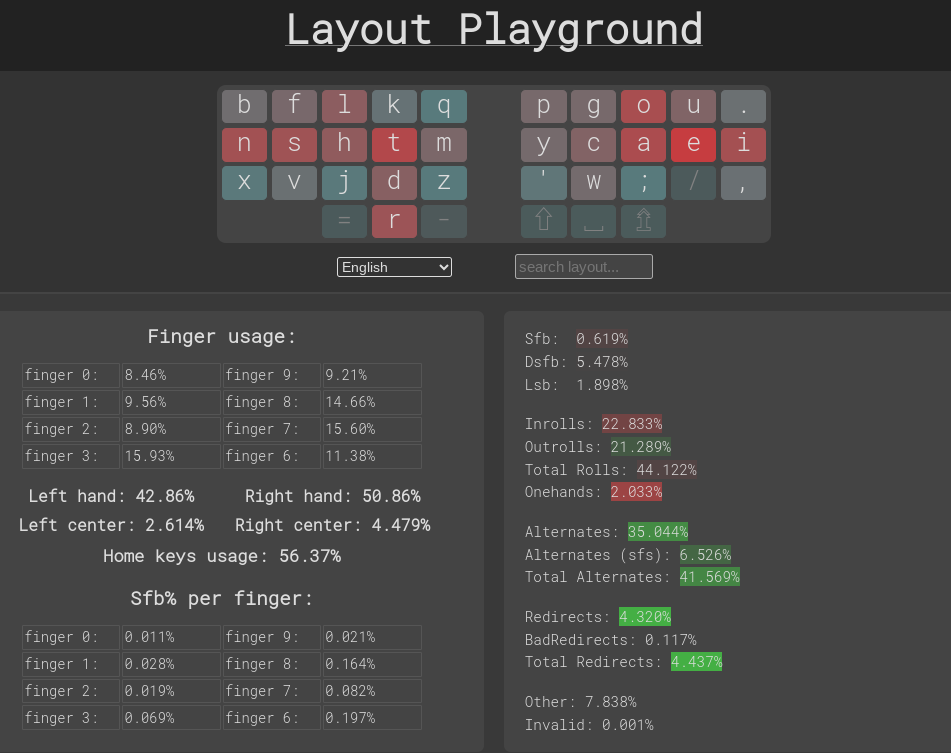 Layout Playground
b f l k q p g o u .
n s h t m y c a e i
x v j d z ' w ; / ,
= r - ⇧ ⎵ ⇫
English search layout...
Finger usage:
finger 0: 8.46% finger 9: 9.21%
finger 1: 9.56% finger 8: 14.66%
finger 2: 8.90% finger 7: 15.60%
finger 3: 15.93% finger 6: 11.38%
Left hand: 42.86% Right hand: 50.86%
Left center: 2.614% Right center: 4.479%
Home keys usage: 56.37%
Sfb% per finger:
finger 0: 0.011% finger 9: 0.021%
finger 1: 0.028% finger 8: 0.164%
finger 2: 0.019% finger 7: 0.082%
finger 3: 0.069% finger 6: 0.197%
Sfb: 0.619%
Dsfb: 5.478%
Lsb: 1.898%
Inrolls: 22.833%
Outrolls: 21.289%
Total Rolls: 44.122%
Onehands: 2.033%
Alternates: 35.044%
Alternates (sfs): 6.526%
Total Alternates: 41.569%
Redirects: 4.320%
BadRedirects: 0.117%
Total Redirects: 4.437%
Other: 7.838%
Invalid: 0.001%